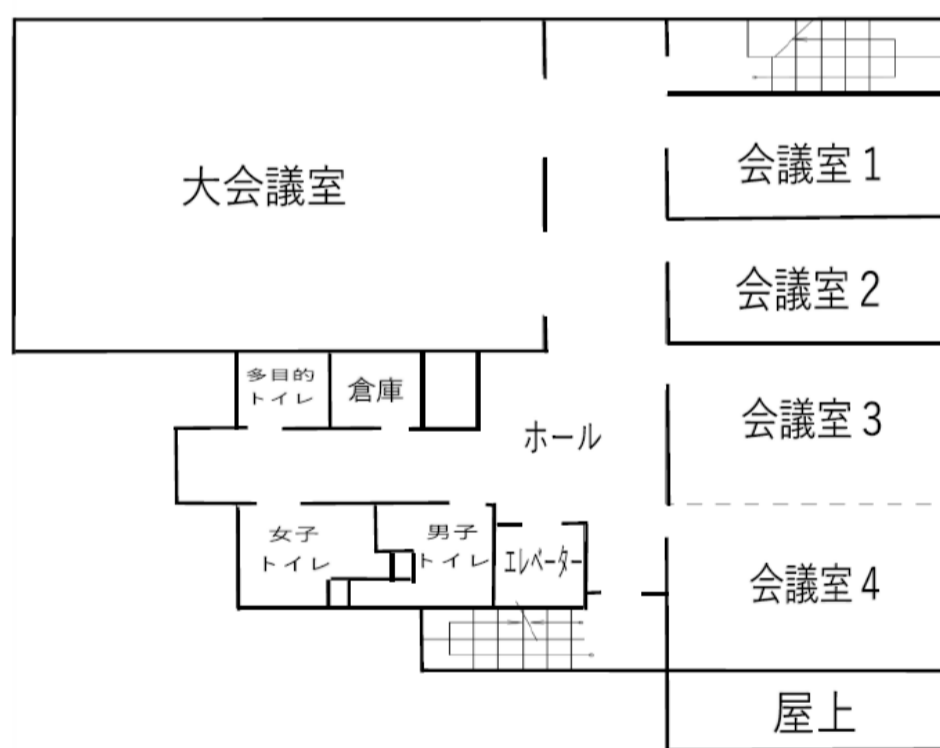 大会議室
会議室１
会議室２
多目的
トイレ
倉庫
ホール
会議室３
女子
トイレ
男子
トイレ
エレベーター
会議室４
屋上